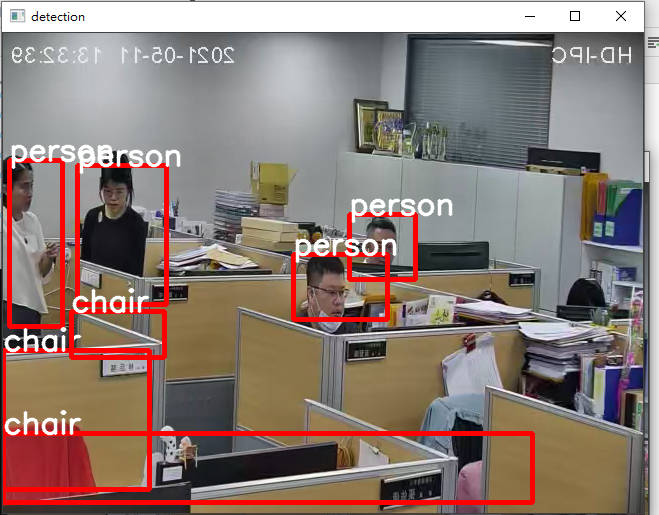 detection
2021-05-11 13:32:39
HD-IPC
person
person
person
person
chair
chair
chair